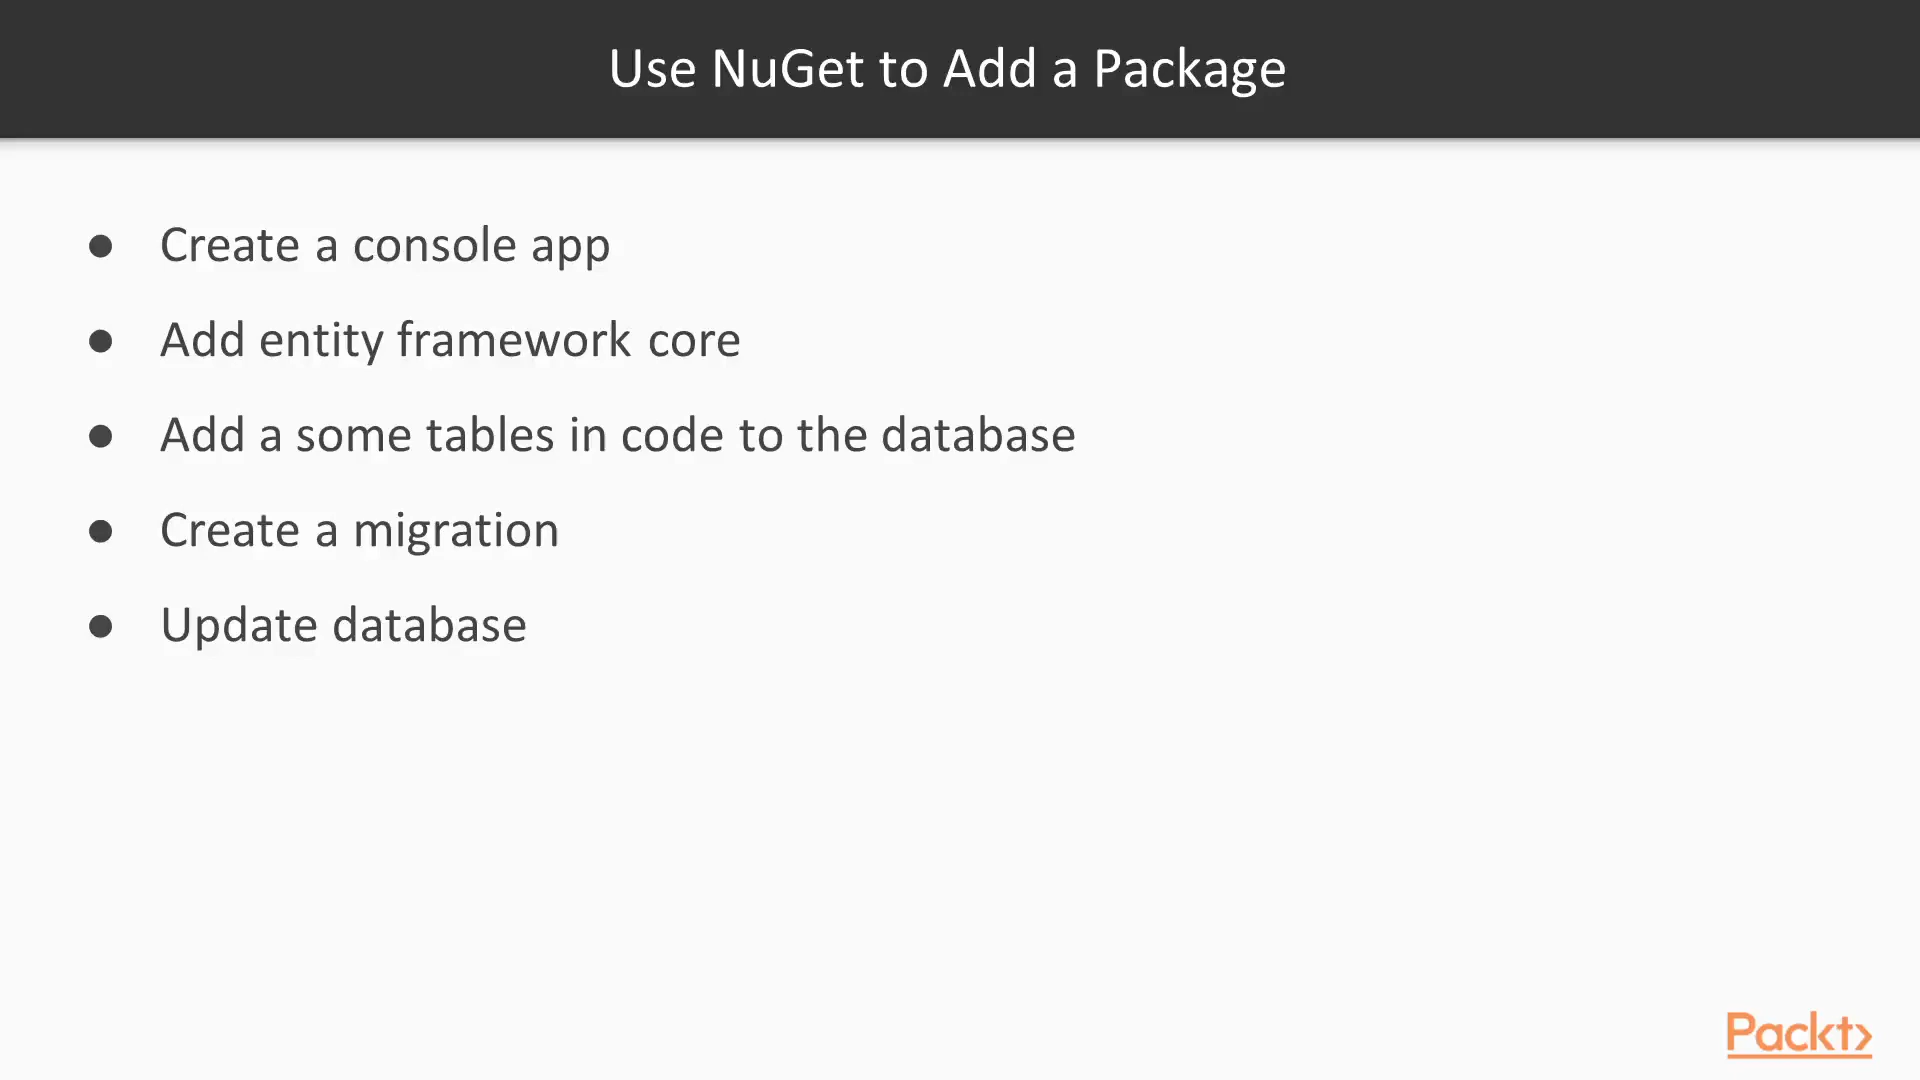 Use NuGet to Add a Package
● Create a console app
● Add entity framework core
● Add a some tables in code to the database
● Create a migration
● Update database
Packt>